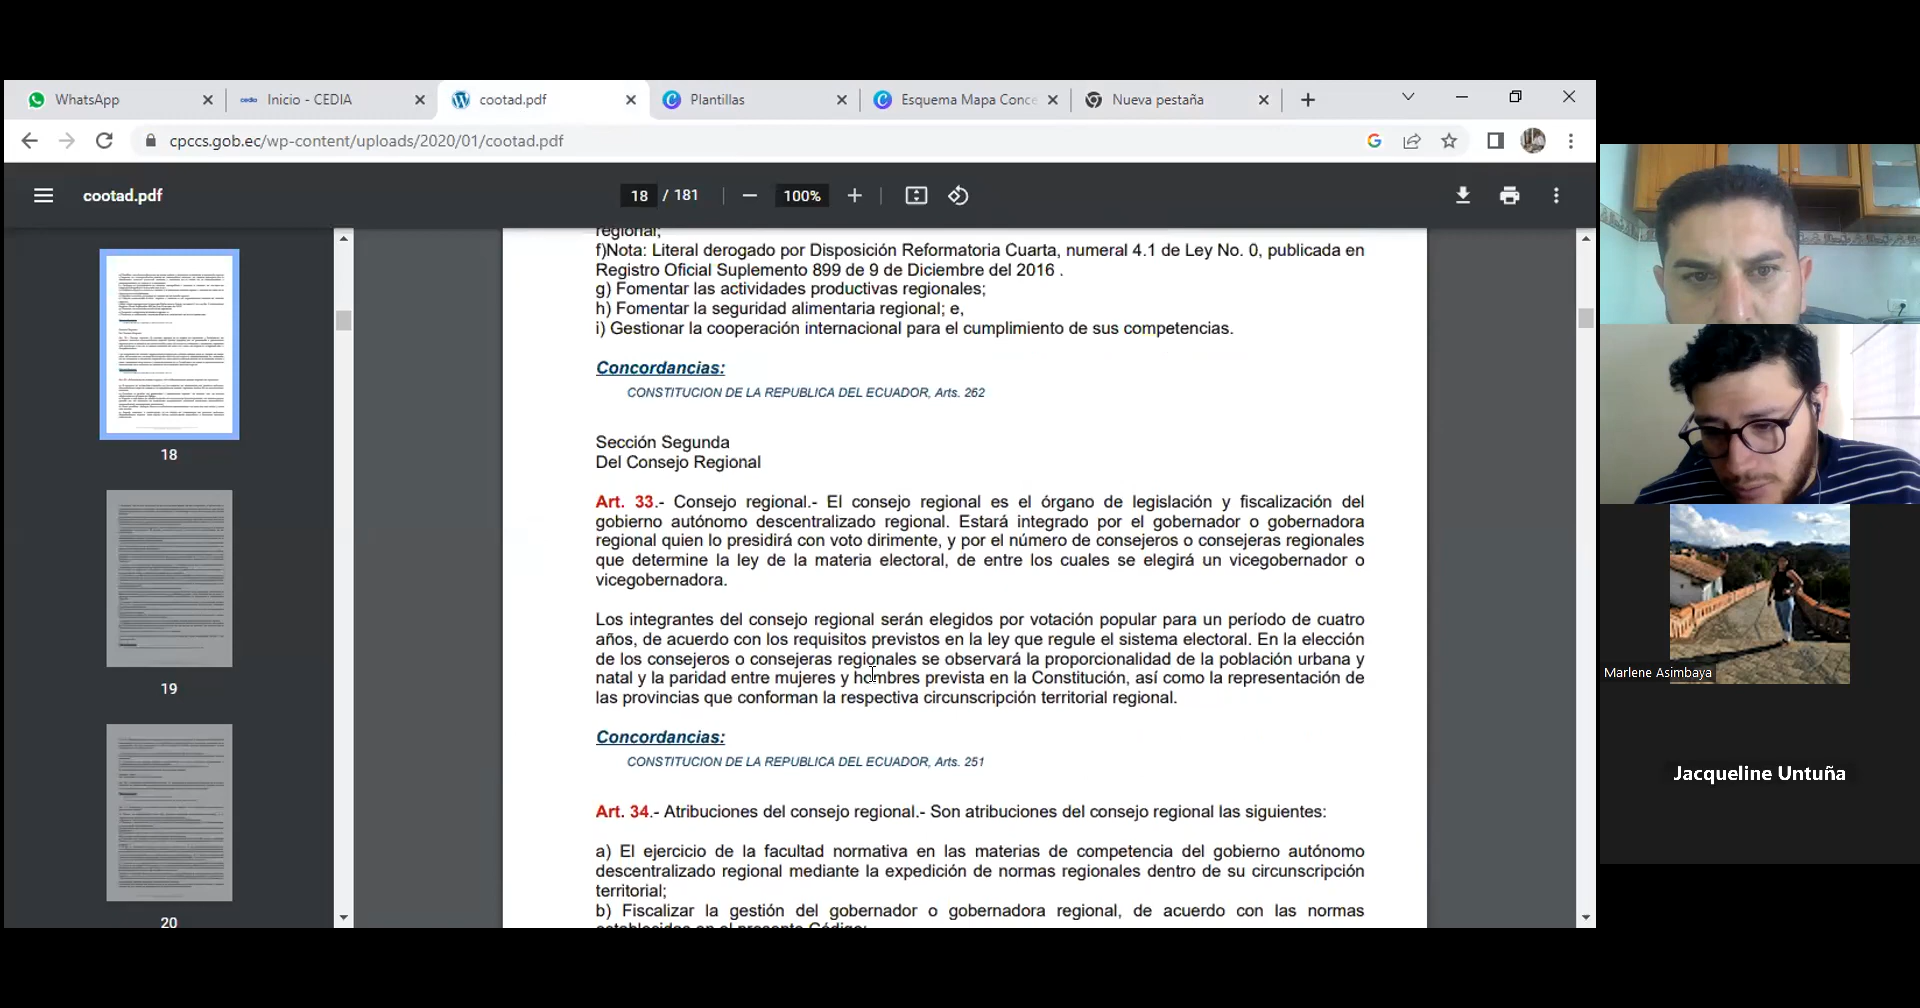 WhatsApp
Inicio - CEDIA
cootad.pdf
Plantillas
Esquema Mapa Conce
Nueva pestaña
cpccs.gob.ec/wp-content/uploads/2020/01/cootad.pdf
cootad.pdf
18 / 181
100%
regional;
f)Nota: Literal derogado por Disposición Reformatoria Cuarta, numeral 4.1 de Ley No. 0, publicada en
Registro Oficial Suplemento 899 de 9 de Diciembre del 2016 .
g) Fomentar las actividades productivas regionales;
h) Fomentar la seguridad alimentaria regional; e,
i) Gestionar la cooperación internacional para el cumplimiento de sus competencias.
Concordancias:
CONSTITUCION DE LA REPUBLICA DEL ECUADOR, Arts. 262
Sección Segunda
Del Consejo Regional
Art. 33.- Consejo regional.- El consejo regional es el órgano de legislación y fiscalización del
gobierno autónomo descentralizado regional. Estará integrado por el gobernador o gobernadora
regional quien lo presidirá con voto dirimente, y por el número de consejeros o consejeras regionales
que determine la ley de la materia electoral, de entre los cuales se elegirá un vicegobernador o
vicegobernadora.
Los integrantes del consejo regional serán elegidos por votación popular para un período de cuatro
años, de acuerdo con los requisitos previstos en la ley que regule el sistema electoral. En la elección
de los consejeros o consejeras regionales se observará la proporcionalidad de la población urbana y
natal y la paridad entre mujeres y hombres prevista en la Constitución, así como la representación de
las provincias que conforman la respectiva circunscripción territorial regional.
Concordancias:
CONSTITUCION DE LA REPUBLICA DEL ECUADOR, Arts. 251
Art. 34.- Atribuciones del consejo regional.- Son atribuciones del consejo regional las siguientes:
a) El ejercicio de la facultad normativa en las materias de competencia del gobierno autónomo
descentralizado regional mediante la expedición de normas regionales dentro de su circunscripción
territorial;
b) Fiscalizar la gestión del gobernador o gobernadora regional, de acuerdo con las normas
establecidas en el presente Código;
18
19
20
Marlene Asimbaya
Jacqueline Untuña